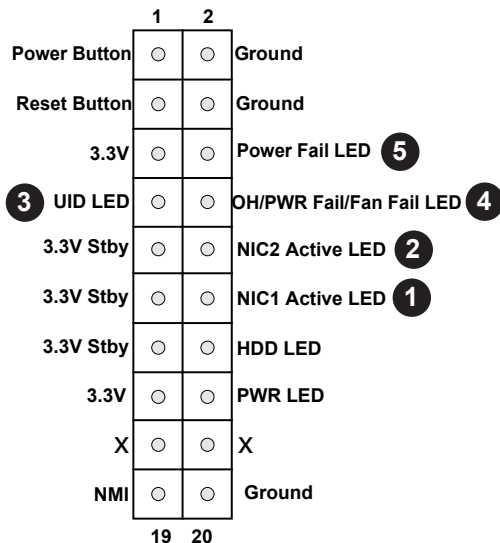 1 2
Power Button Ground
Reset Button Ground
3.3V Power Fail LED 5
3 UID LED OH/PWR Fail/Fan Fail LED 4
3.3V Stby NIC2 Active LED 2
3.3V Stby NIC1 Active LED 1
3.3V Stby HDD LED
3.3V PWR LED
X X
NMI Ground
19 20